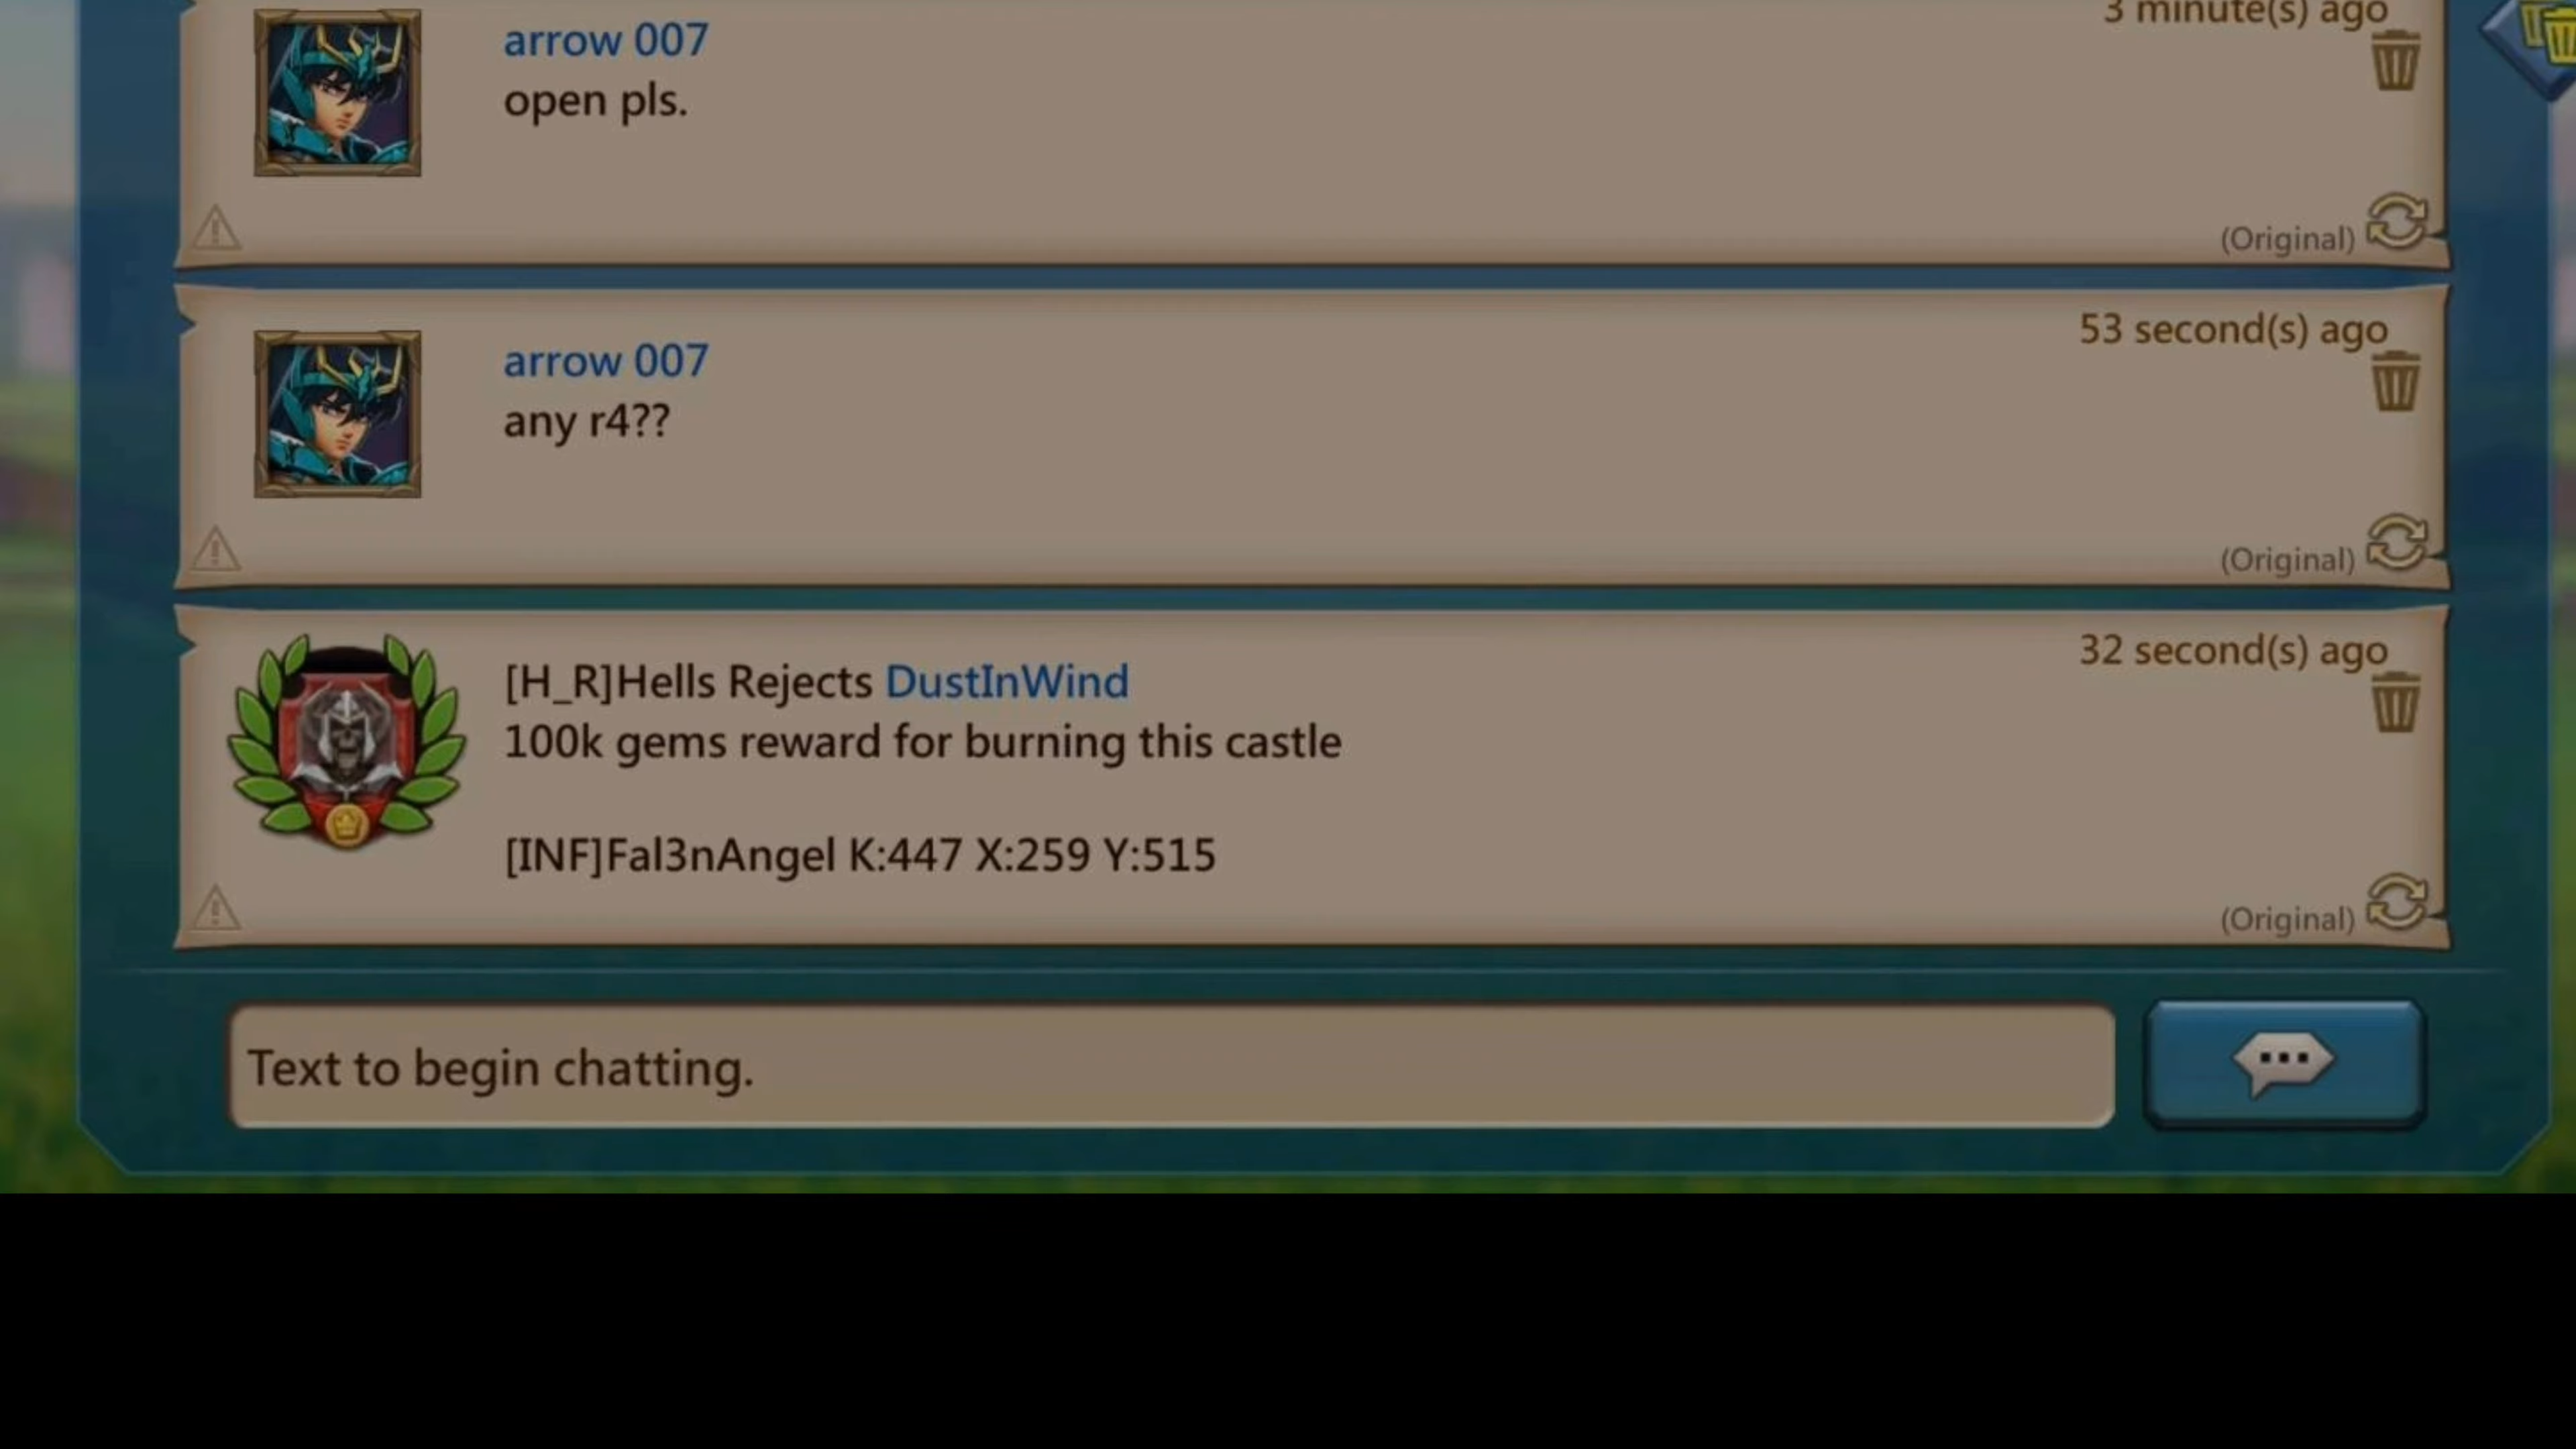 3 minute(s) ago
arrow 007
open pls.
(Original)
53 second(s) ago
arrow 007
any r4??
(Original)
32 second(s) ago
[H_R]Hells Rejects DustInWind
100k gems reward for burning this castle
[INF]Fal3nAngel K:447 X:259 Y:515
(Original)
Text to begin chatting.